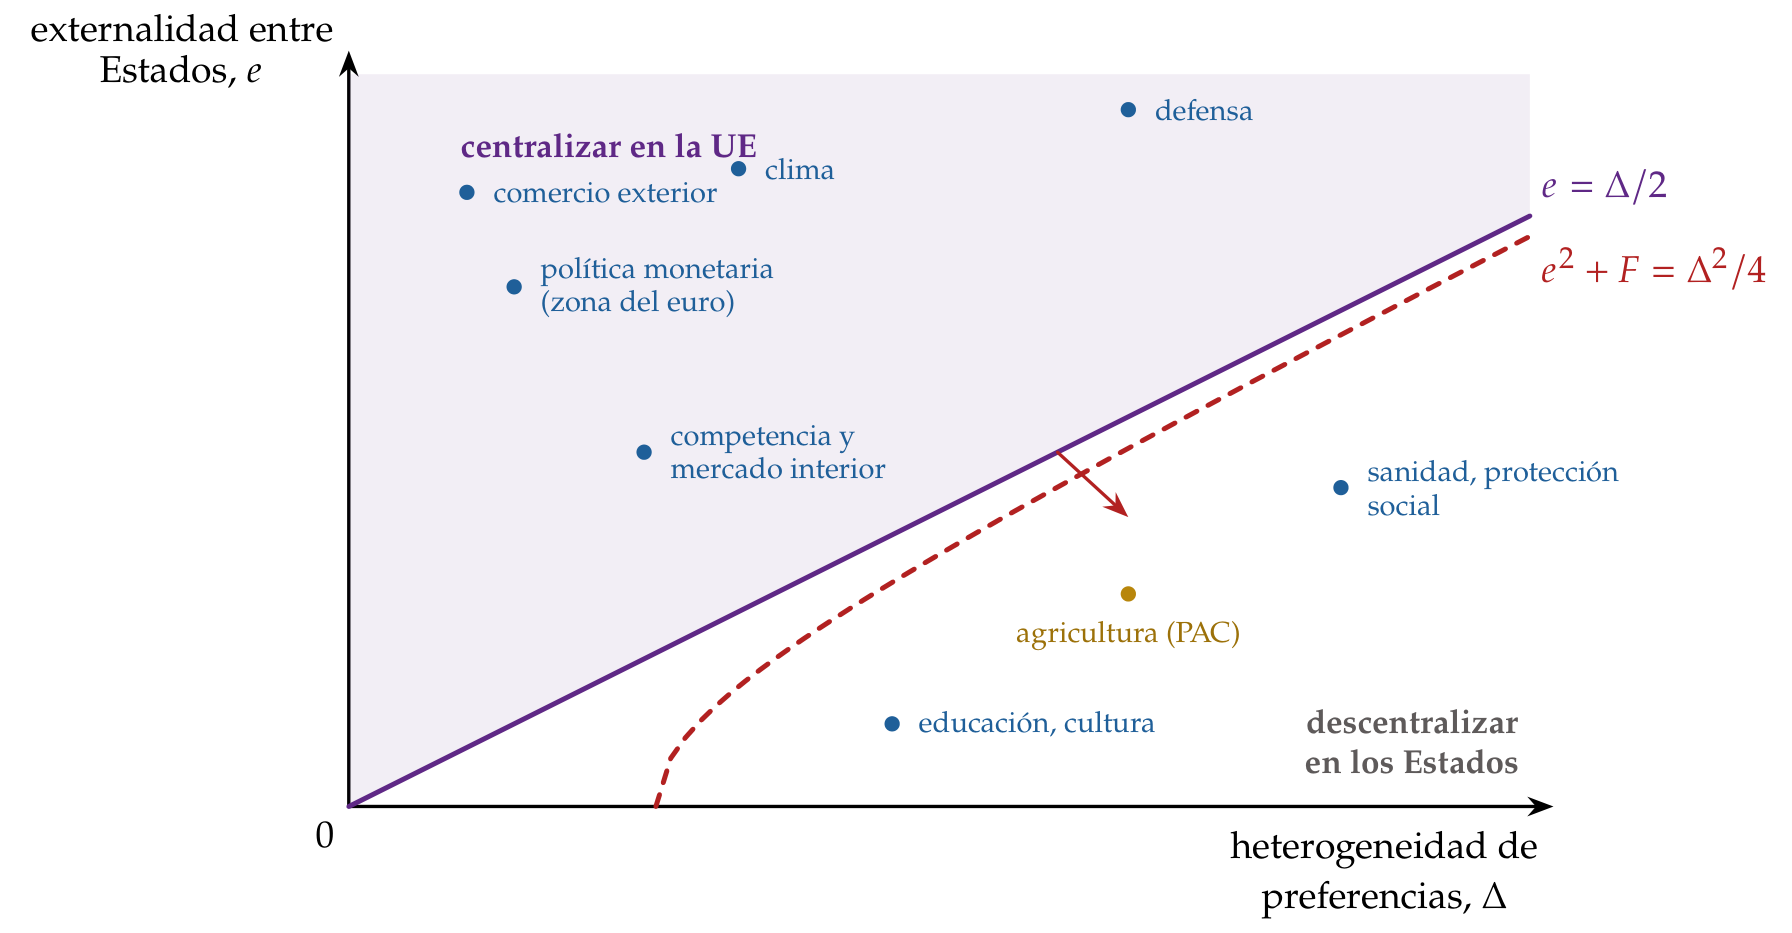 externalidad entre
Estados, e
defensa
centralizar en la UE
clima
comercio exterior
e = Δ/2
e² + F = Δ²/4
política monetaria
(zona del euro)
competencia y
mercado interior
sanidad, protección
social
agricultura (PAC)
educación, cultura
descentralizar
en los Estados
0
heterogeneidad de
preferencias, Δ